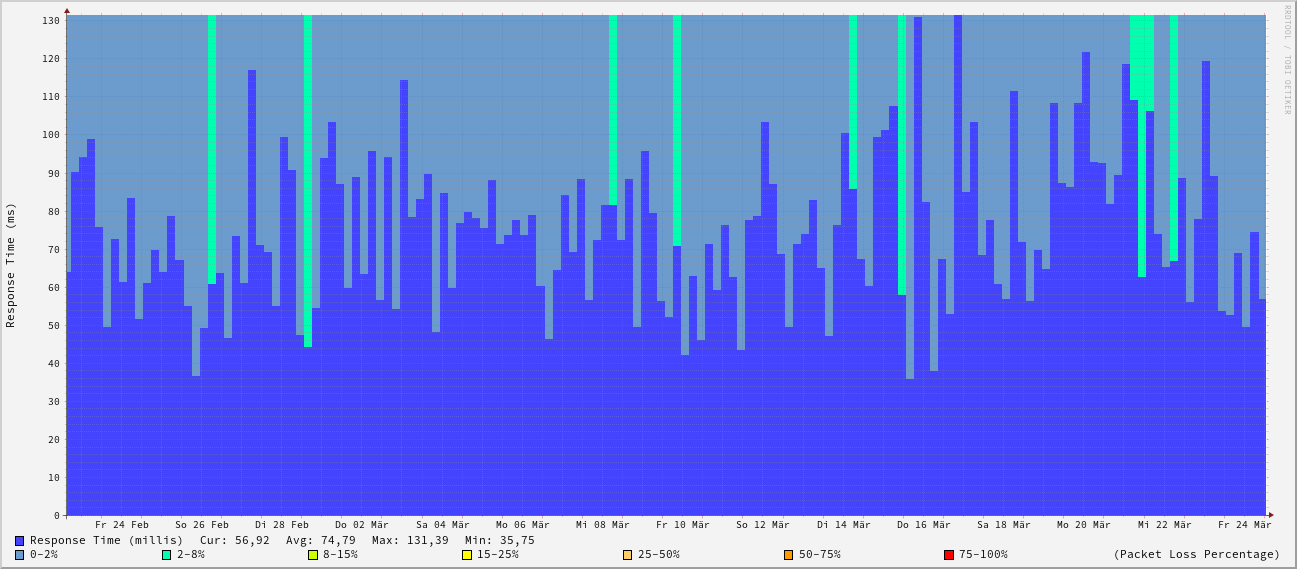 RRDTOOL / TOBI OETIKER
Response Time (ms)
130
120
110
100
90
80
70
60
50
40
30
20
10
0
Fr 24 Feb So 26 Feb Di 28 Feb Do 02 Mär Sa 04 Mär Mo 06 Mär Mi 08 Mär Fr 10 Mär So 12 Mär Di 14 Mär Do 16 Mär Sa 18 Mär Mo 20 Mär Mi 22 Mär Fr 24 Mär
Response Time (millis) Cur: 56,92 Avg: 74,79 Max: 131,39 Min: 35,75
0-2% 2-8% 8-15% 15-25% 25-50% 50-75% 75-100% (Packet Loss Percentage)